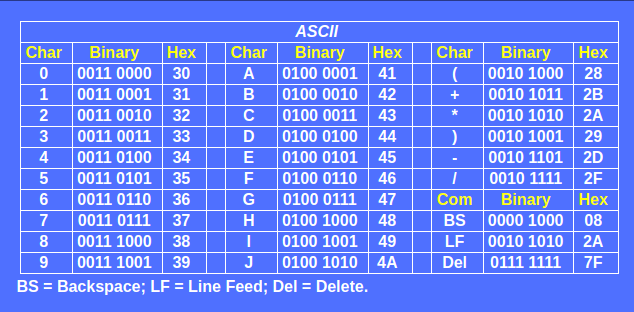 ASCII
Char Binary Hex Char Binary Hex Char Binary Hex
0 0011 0000 30 A 0100 0001 41 ( 0010 1000 28
1 0011 0001 31 B 0100 0010 42 + 0010 1011 2B
2 0011 0010 32 C 0100 0011 43 * 0010 1010 2A
3 0011 0011 33 D 0100 0100 44 ) 0010 1001 29
4 0011 0100 34 E 0100 0101 45 - 0010 1101 2D
5 0011 0101 35 F 0100 0110 46 / 0010 1111 2F
6 0011 0110 36 G 0100 0111 47 Com Binary Hex
7 0011 0111 37 H 0100 1000 48 BS 0000 1000 08
8 0011 1000 38 I 0100 1001 49 LF 0010 1010 2A
9 0011 1001 39 J 0100 1010 4A Del 0111 1111 7F
BS = Backspace; LF = Line Feed; Del = Delete.